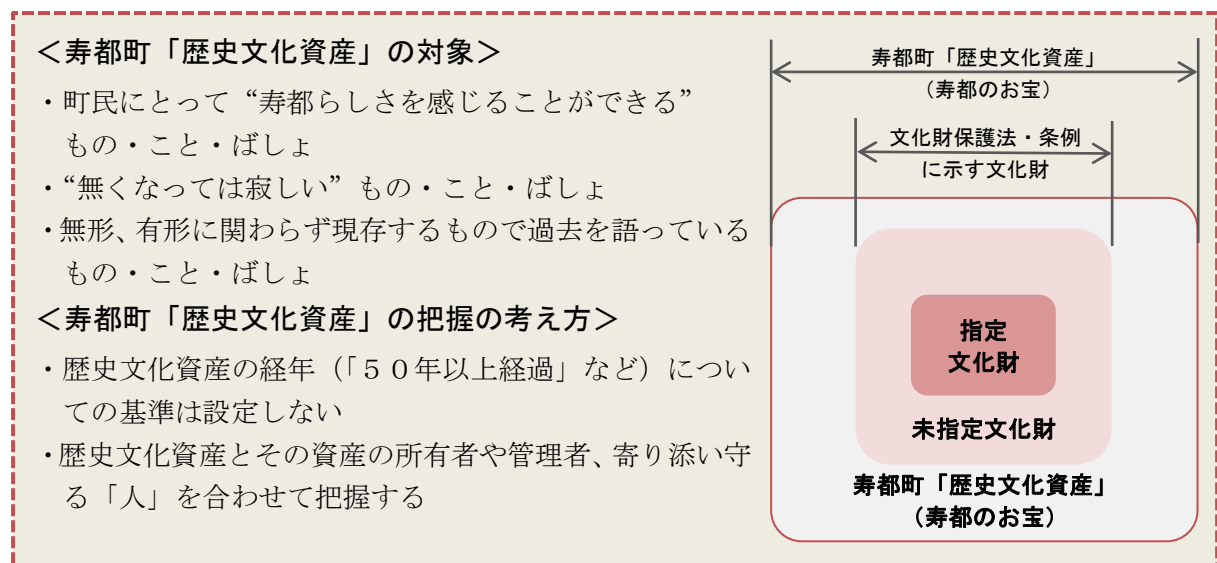 ＜寿都町「歴史文化資産」の対象＞
・町民にとって“寿都らしさを感じることができる”
もの・こと・ばしょ
・“無くなっては寂しい”もの・こと・ばしょ
・無形、有形に関わらず現存するもので過去を語っている
もの・こと・ばしょ
＜寿都町「歴史文化資産」の把握の考え方＞
・歴史文化資産の経年（「５０年以上経過」など）につい
ての基準は設定しない
・歴史文化資産とその資産の所有者や管理者、寄り添い守
る「人」を合わせて把握する
寿都町「歴史文化資産」
（寿都のお宝）
文化財保護法・条例
に示す文化財
指定
文化財
未指定文化財
寿都町「歴史文化資産」
（寿都のお宝）